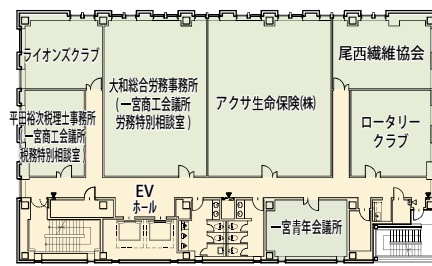 ライオンズクラブ
大和総合労務事務所
(一宮商工会議所
労務特別相談室)
アクサ生命保険㈱
尾西繊維協会
平田裕次税理士事務所
(一宮商工会議所
税務特別相談室)
ロータリー
クラブ
EV
ホール
一宮青年会議所